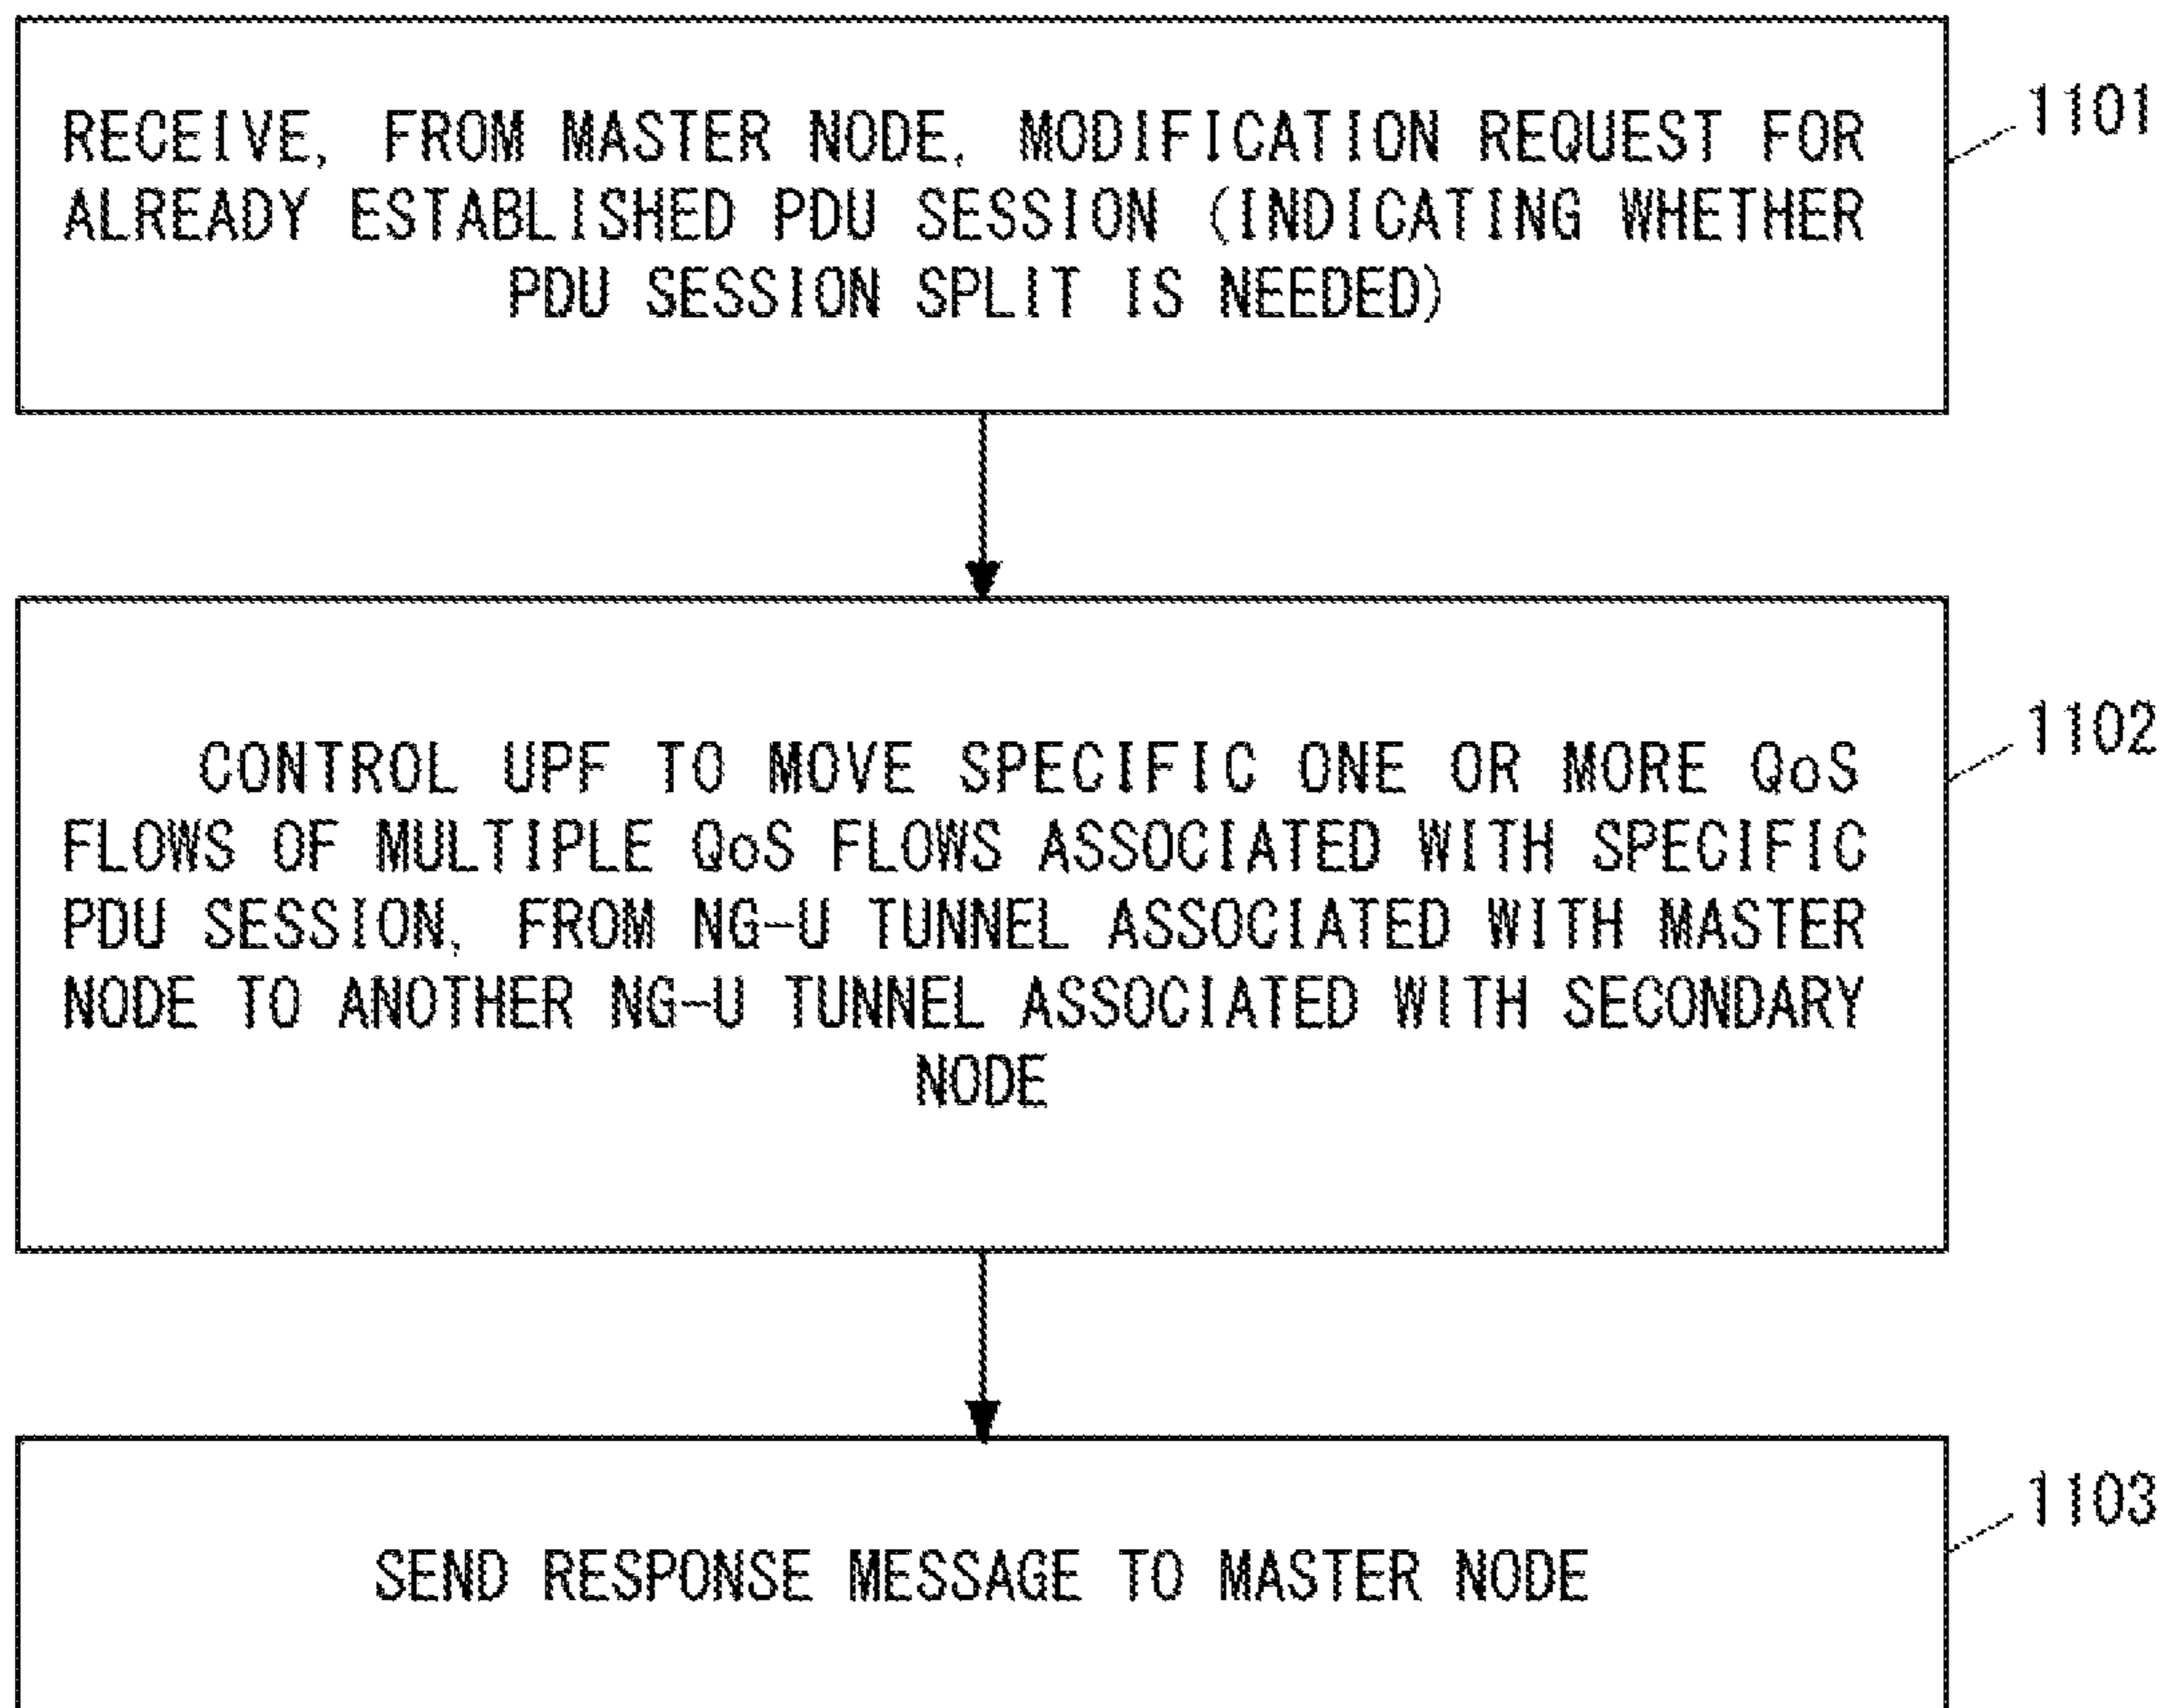 RECEIVE, FROM MASTER NODE, MODIFICATION REQUEST FOR
ALREADY ESTABLISHED PDU SESSION (INDICATING WHETHER
PDU SESSION SPLIT IS NEEDED)
1101
CONTROL UPF TO MOVE SPECIFIC ONE OR MORE QoS
FLOWS OF MULTIPLE QoS FLOWS ASSOCIATED WITH SPECIFIC
PDU SESSION, FROM NG-U TUNNEL ASSOCIATED WITH MASTER
NODE TO ANOTHER NG-U TUNNEL ASSOCIATED WITH SECONDARY
NODE
1102
SEND RESPONSE MESSAGE TO MASTER NODE
1103